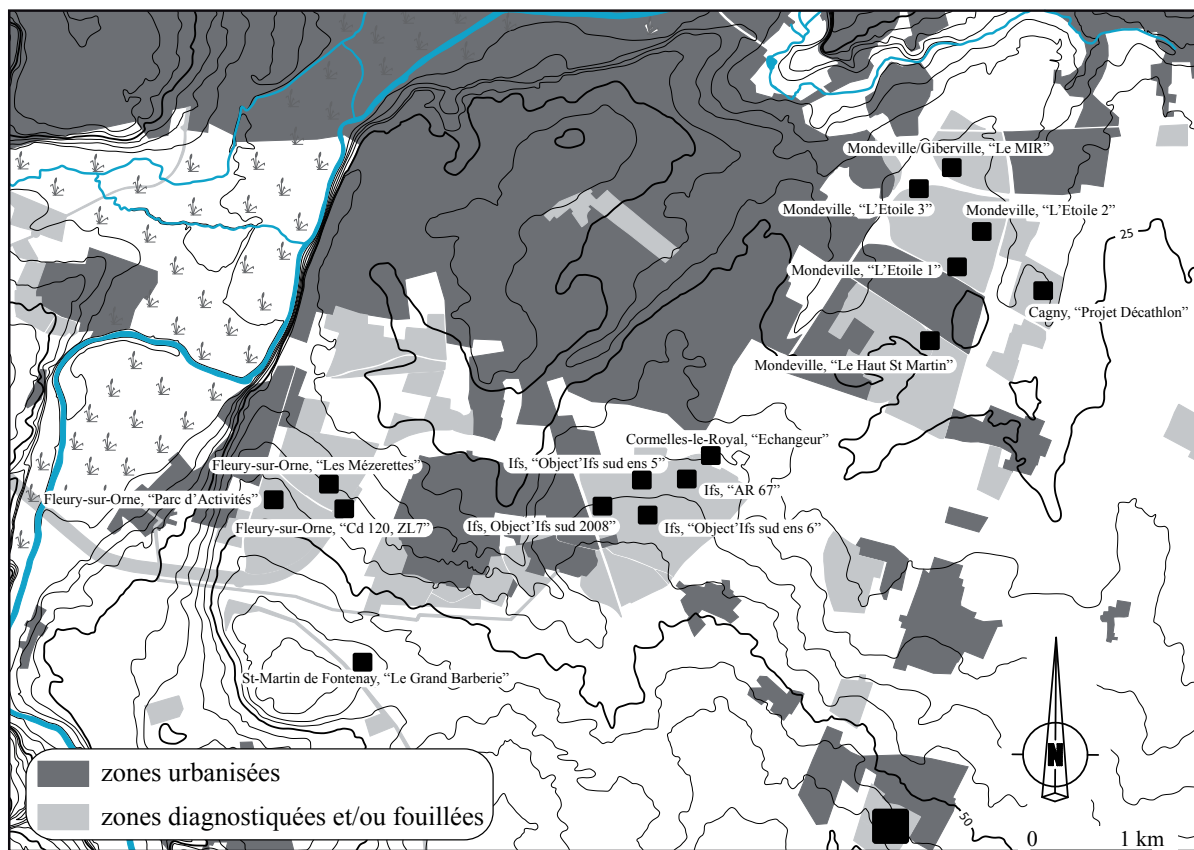 Mondeville/Giberville, “Le MIR”
Mondeville, “L’Etoile 3”
Mondeville, “L’Etoile 2”
25
Mondeville, “L’Etoile 1”
Cagny, “Projet Décathlon”
Mondeville, “Le Haut St Martin”
Cormelles-le-Royal, “Echangeur”
Ifs, “Object’Ifs sud ens 5”
Fleury-sur-Orne, “Les Mézerettes”
Ifs, “AR 67”
Fleury-sur-Orne, “Parc d’Activités”
Fleury-sur-Orne, “Cd 120, ZL7”
Ifs, Object’Ifs sud 2008”
Ifs, “Object’Ifs sud ens 6”
St-Martin de Fontenay, “Le Grand Barberie”
N
zones urbanisées
zones diagnostiquées et/ou fouillées
50
0 1 km